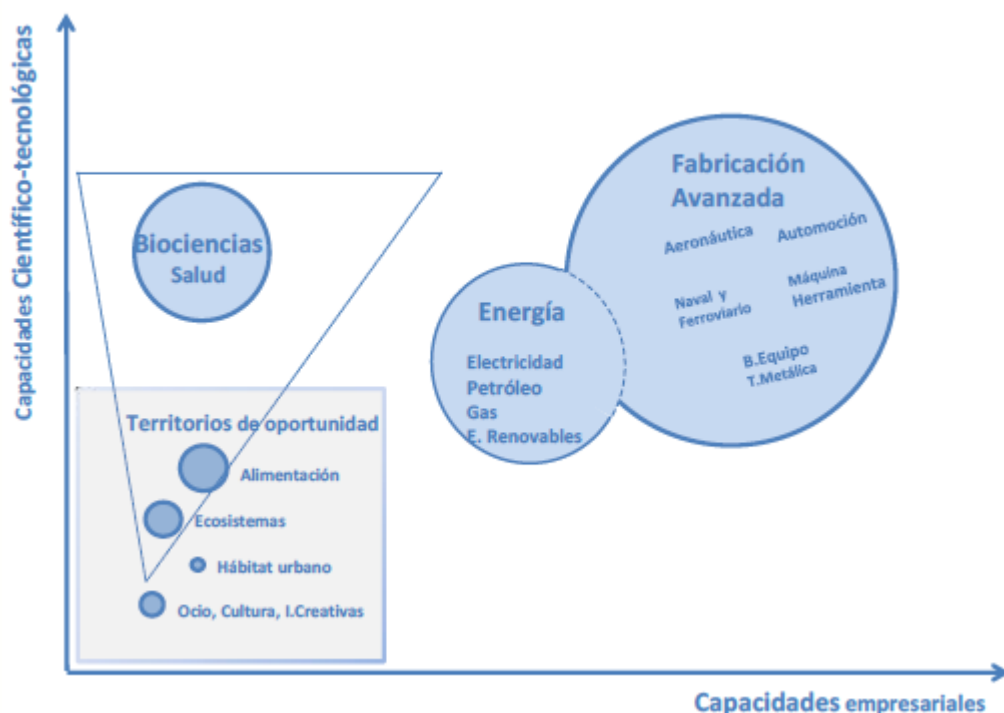 Capacidades Científico-tecnológicas
Fabricación
Avanzada
Aeronáutica
Automoción
Naval y
Ferroviario
Máquina
Herramienta
B.Equipo
T.Metálica
Biociencias
Salud
Energía
Electricidad
Petróleo
Gas
E. Renovables
Territorios de oportunidad
Alimentación
Ecosistemas
Hábitat urbano
Ocio, Cultura, I.Creativas
Capacidades empresariales